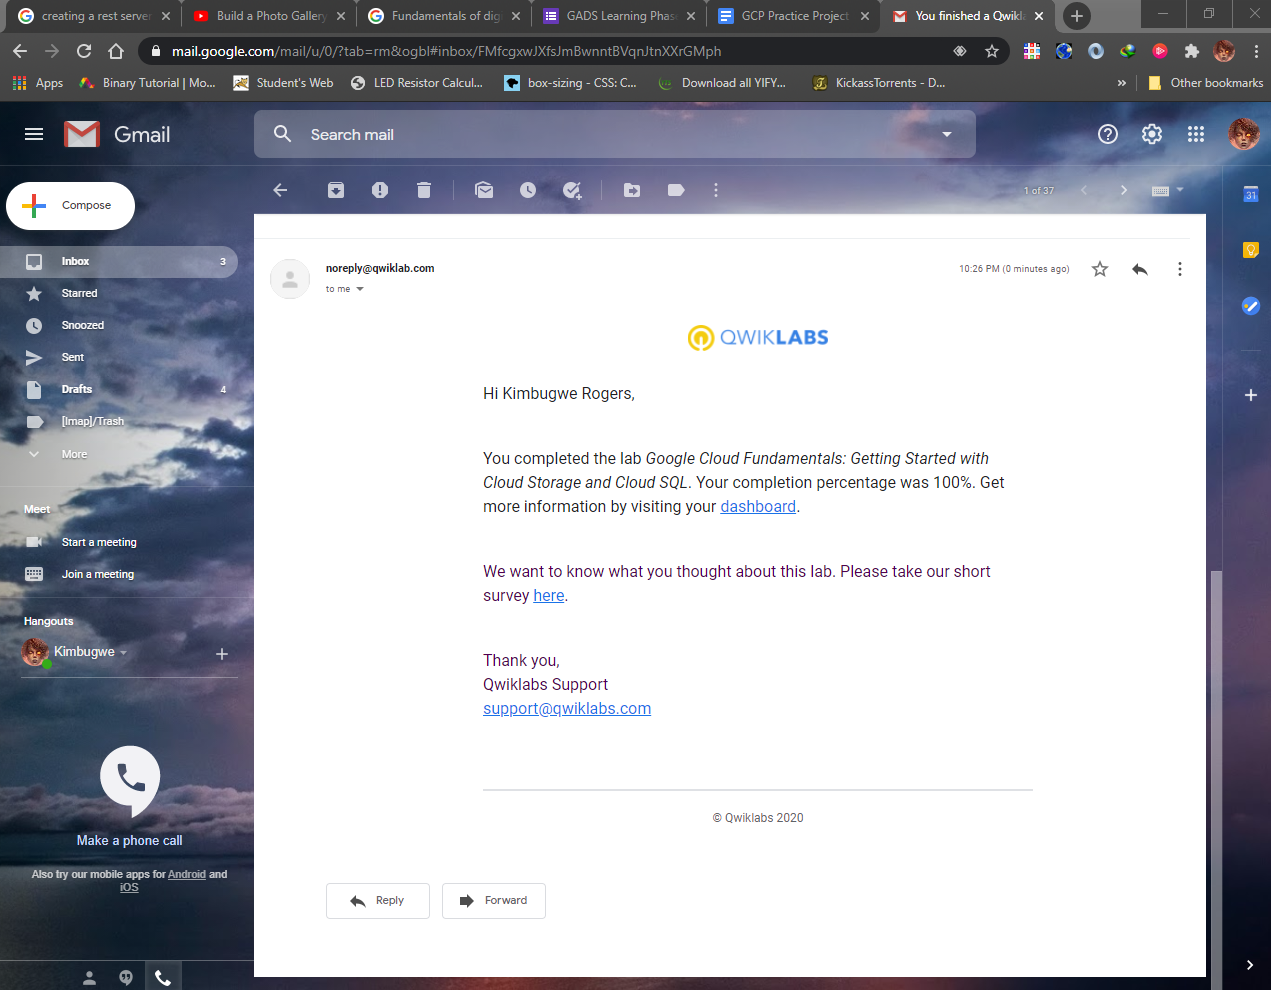 creating a rest server
Build a Photo Gallery
Fundamentals of dig
GADS Learning Phas
GCP Practice Project
You finished a Qwikla
mail.google.com/mail/u/0/?tab=rm&ogbl#inbox/FMfcgxwJXfsJmBwnntBVqnJtnXXrGMph
Apps
Binary Tutorial | Mo...
Student's Web
LED Resistor Calcul...
box-sizing - CSS: C...
Download all YIFY...
KickassTorrents - D...
»
Other bookmarks
Gmail
Search mail
1 of 37
31
Compose
Inbox 3
Starred
Snoozed
Sent
Drafts 4
[Imap]/Trash
More
Meet
Start a meeting
Join a meeting
Hangouts
Kimbugwe
Make a phone call
Also try our mobile apps for Android and
iOS
noreply@qwiklab.com
to me
10:26 PM (0 minutes ago)
QWIKLABS
Hi Kimbugwe Rogers,
You completed the lab Google Cloud Fundamentals: Getting Started with
Cloud Storage and Cloud SQL. Your completion percentage was 100%. Get
more information by visiting your dashboard.
We want to know what you thought about this lab. Please take our short
survey here.
Thank you,
Qwiklabs Support
support@qwiklabs.com
© Qwiklabs 2020
Reply
Forward